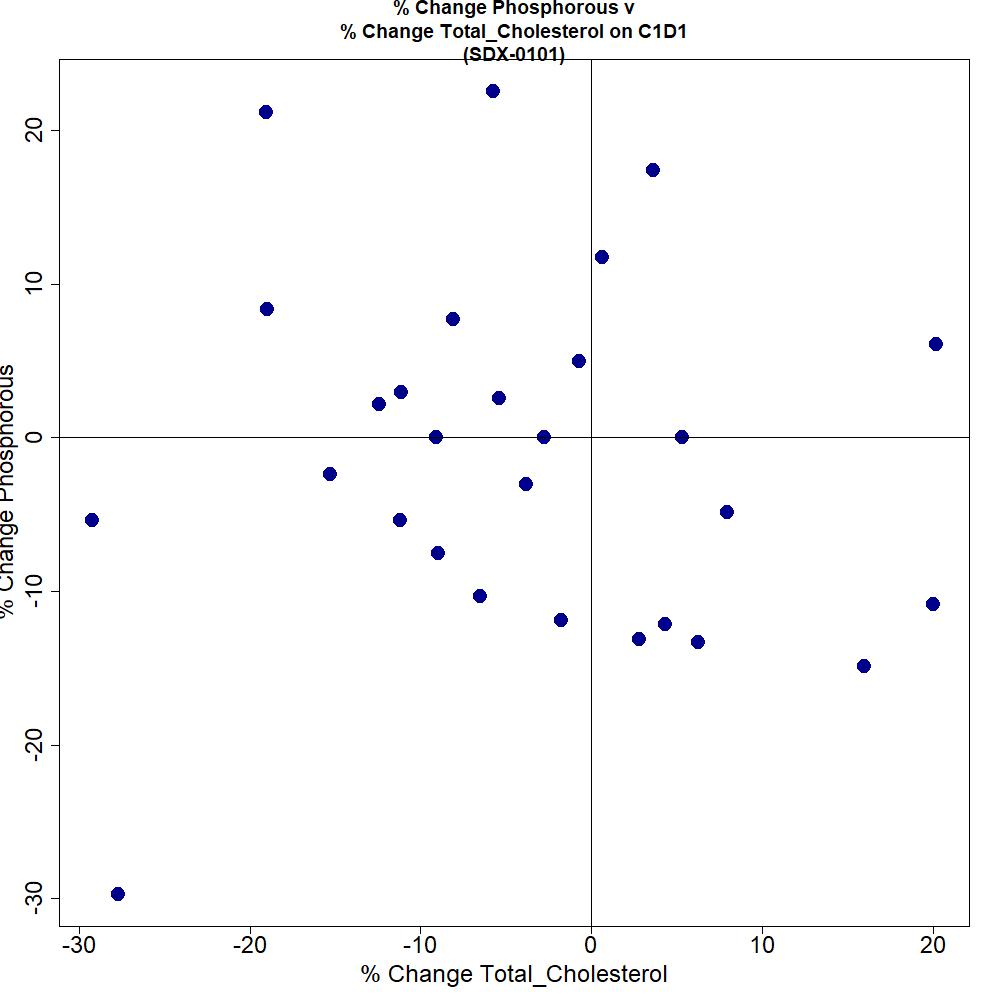 % Change Phosphorous v
% Change Total_Cholesterol on C1D1
(SDX-0101)
% Change Phosphorous
20
10
0
-10
-20
-30
-30
-20
-10
0
10
20
% Change Total_Cholesterol